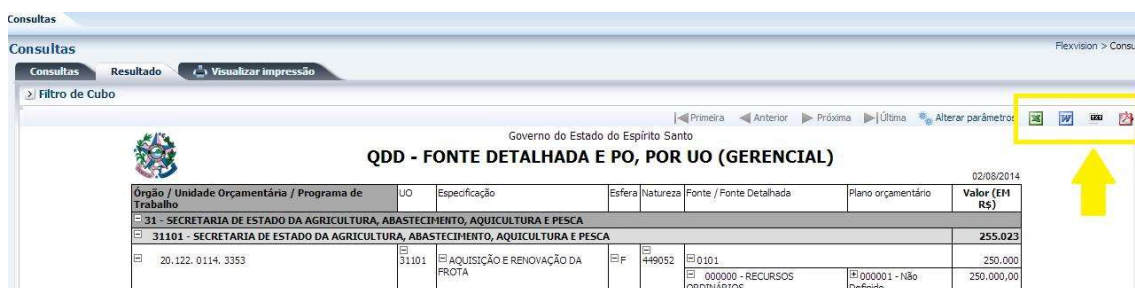 Consultas
Consultas
Flexvision > Consu
Consultas Resultado Visualizar impressão
Filtro de Cubo
Primeira Anterior Próxima Última Alterar parâmetros
Governo do Estado do Espírito Santo
QDD - FONTE DETALHADA E PO, POR UO (GERENCIAL)
02/08/2014
Órgão / Unidade Orçamentária / Programa de UO Especificação Esfera Natureza Fonte / Fonte Detalhada Plano orçamentário Valor (EM
Trabalho R$)
31 - SECRETARIA DE ESTADO DA AGRICULTURA, ABASTECIMENTO, AQUICULTURA E PESCA
31101 - SECRETARIA DE ESTADO DA AGRICULTURA, ABASTECIMENTO, AQUICULTURA E PESCA 255.023
20.122. 0114. 3353 31101 AQUISIÇÃO E RENOVAÇÃO DA F 449052 0101 250.000
FROTA 000000 - RECURSOS 000001 - Não 250.000,00
ORDINÁRIOS Definido